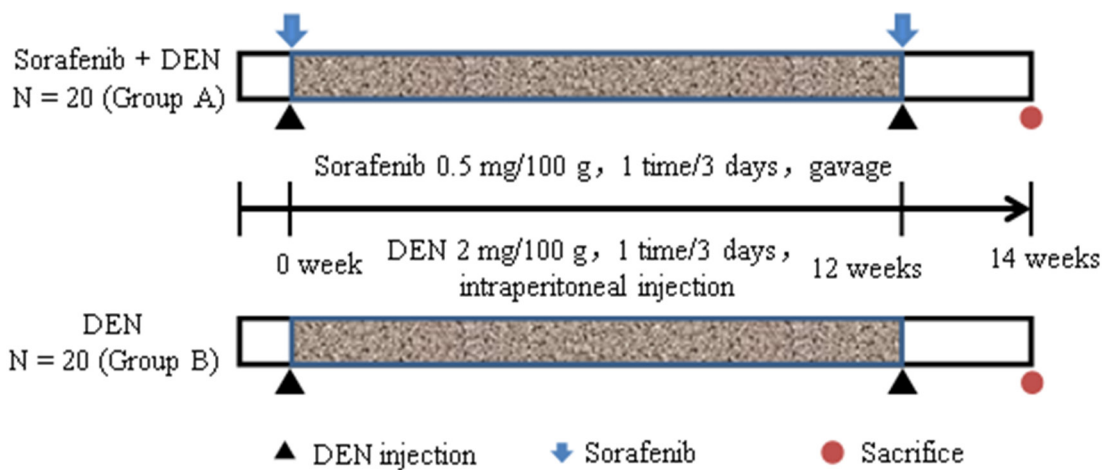 Sorafenib + DEN
N = 20 (Group A)
Sorafenib 0.5 mg/100 g，1 time/3 days，gavage
0 week
DEN 2 mg/100 g，1 time/3 days，
intraperitoneal injection
12 weeks
14 weeks
DEN
N = 20 (Group B)
DEN injection
Sorafenib
Sacrifice